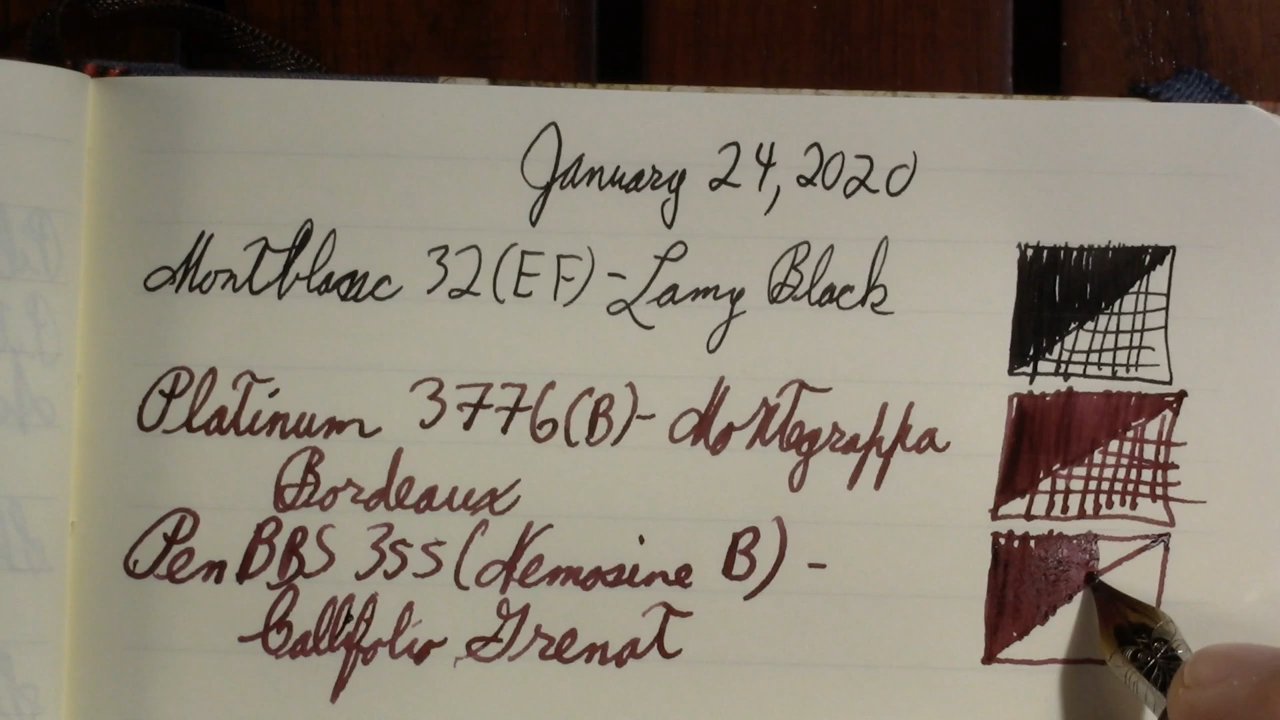 January 24, 2020
Montblanc 32 (EF) - Lamy Black
Platinum 3776 (B) - Montegrappa
Bordeaux
PenBBS 355 (Nemosine B) -
Callifolio Grenat